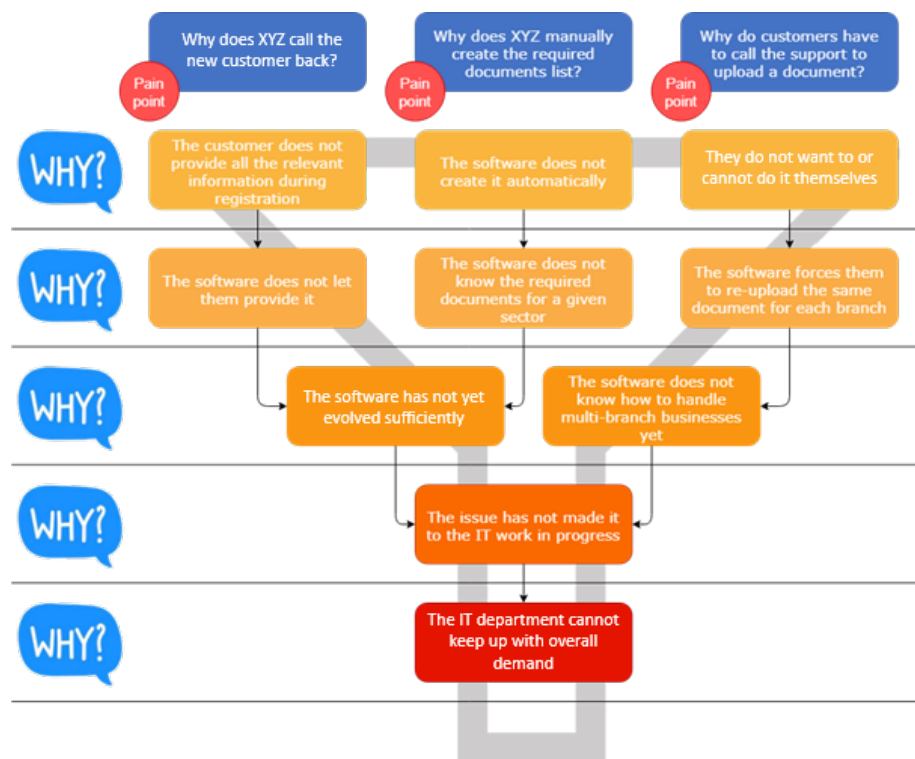 Why does XYZ call the
new customer back?
Pain
point
Why does XYZ manually
create the required
documents list?
Pain
point
Why do customers have
to call the support to
upload a document?
Pain
point
WHY?
The customer does not
provide all the relevant
information during
registration
The software does not
create it automatically
They do not want to or
cannot do it themselves
WHY?
The software does not let
them provide it
The software does not
know the required
documents for a given
sector
The software forces them
to re-upload the same
document for each branch
WHY?
The software has not yet
evolved sufficiently
The software does not
know how to handle
multi-branch businesses
yet
WHY?
The issue has not made it
to the IT work in progress
WHY?
The IT department cannot
keep up with overall
demand